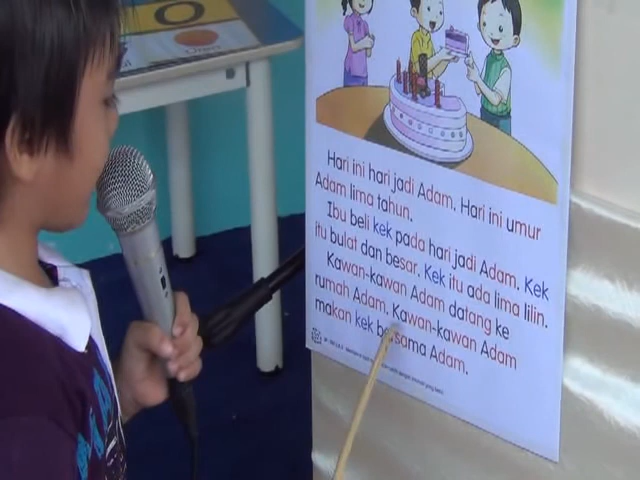 Hari ini hari jadi Adam. Hari ini umur
Adam lima tahun.
Ibu beli kek pada hari jadi Adam. Kek
itu bulat dan besar. Kek itu ada lima lilin.
Kawan-kawan Adam datang ke
rumah Adam. Kawan-kawan Adam
makan kek bersama Adam.